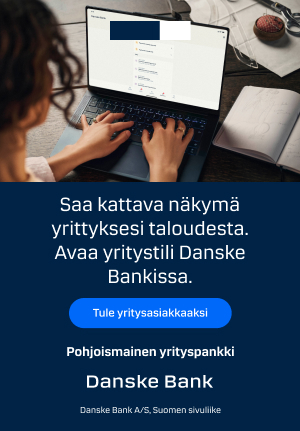 Saa kattava näkymä
yrityksesi taloudesta.
Avaa yritystili Danske
Bankissa.
Tule yritysasiakkaaksi
Pohjoismainen yrityspankki
Danske Bank
Danske Bank A/S, Suomen sivuliike